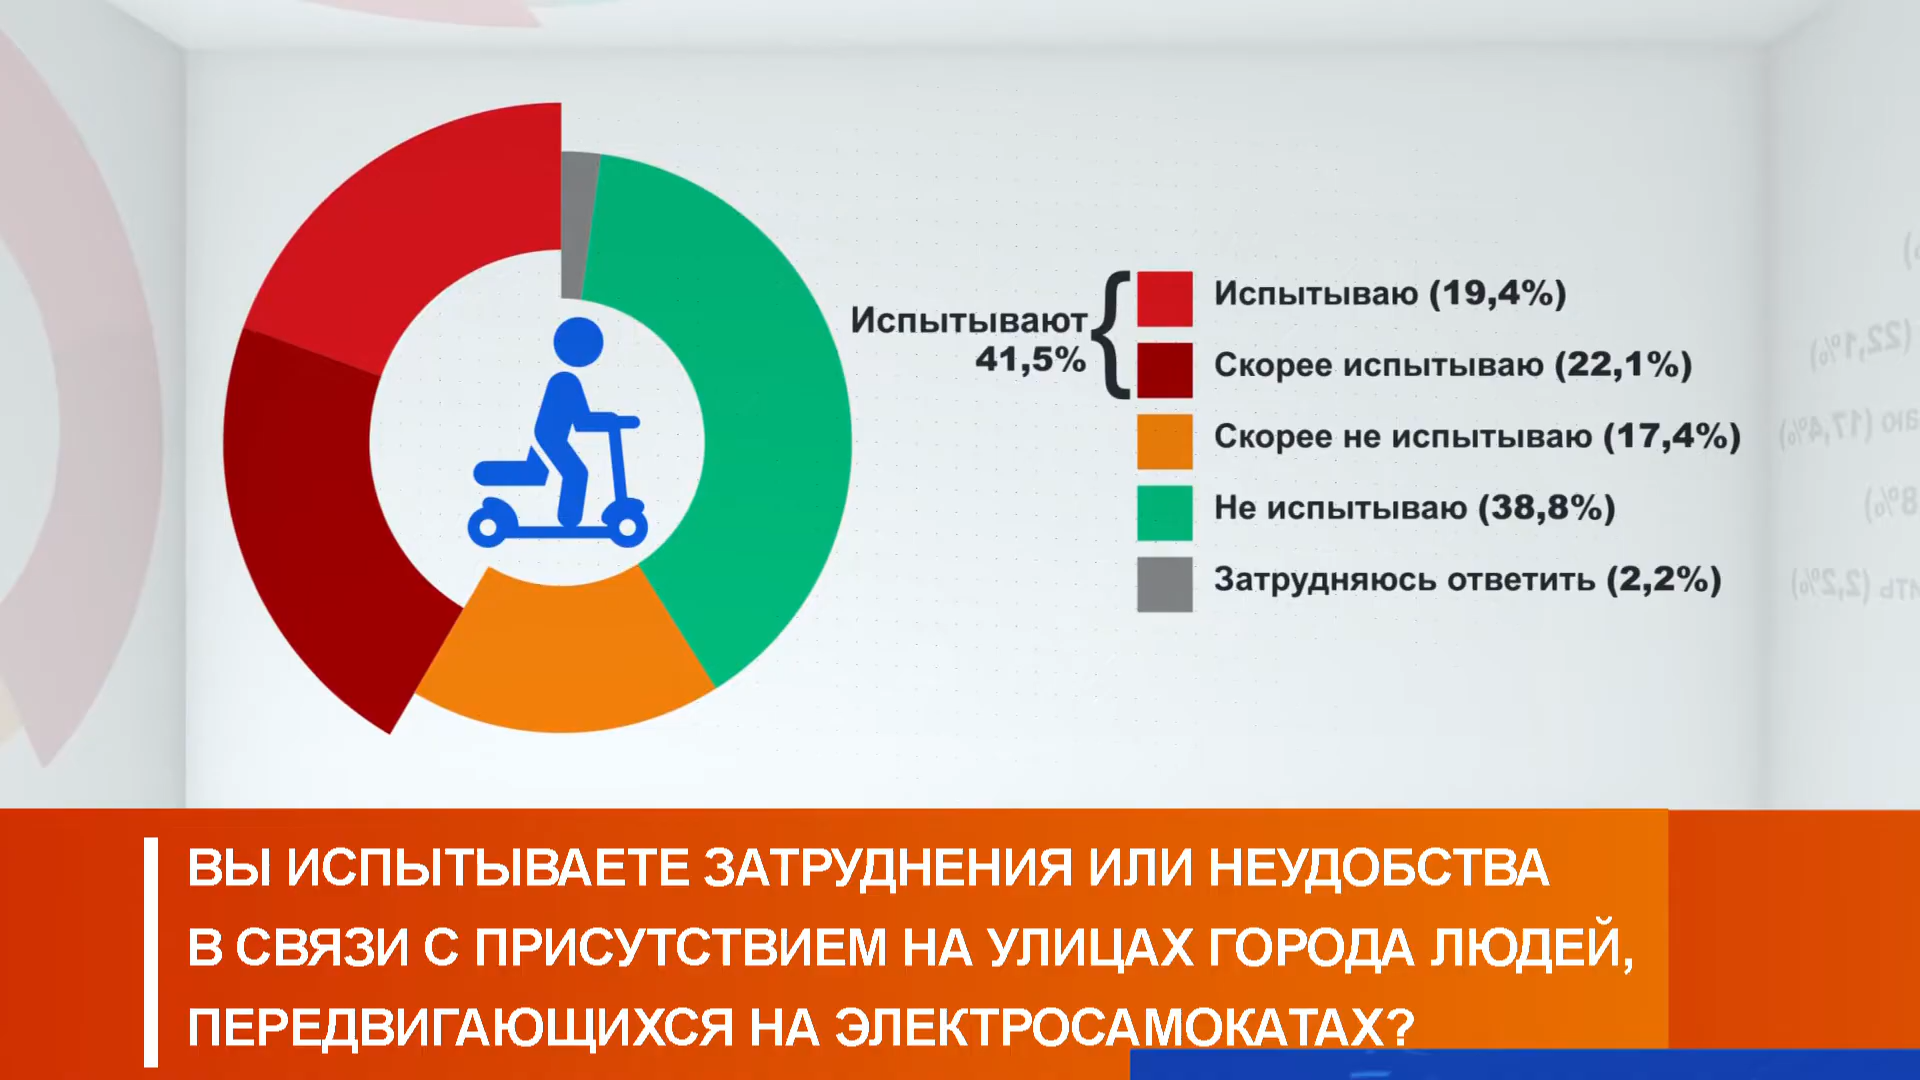 Испытывают
41,5%
{
Испытываю (19,4%)
Скорее испытываю (22,1%)
Скорее не испытываю (17,4%)
Не испытываю (38,8%)
Затрудняюсь ответить (2,2%)
ВЫ ИСПЫТЫВАЕТЕ ЗАТРУДНЕНИЯ ИЛИ НЕУДОБСТВА
В СВЯЗИ С ПРИСУТСТВИЕМ НА УЛИЦАХ ГОРОДА ЛЮДЕЙ,
ПЕРЕДВИГАЮЩИХСЯ НА ЭЛЕКТРОСАМОКАТАХ?